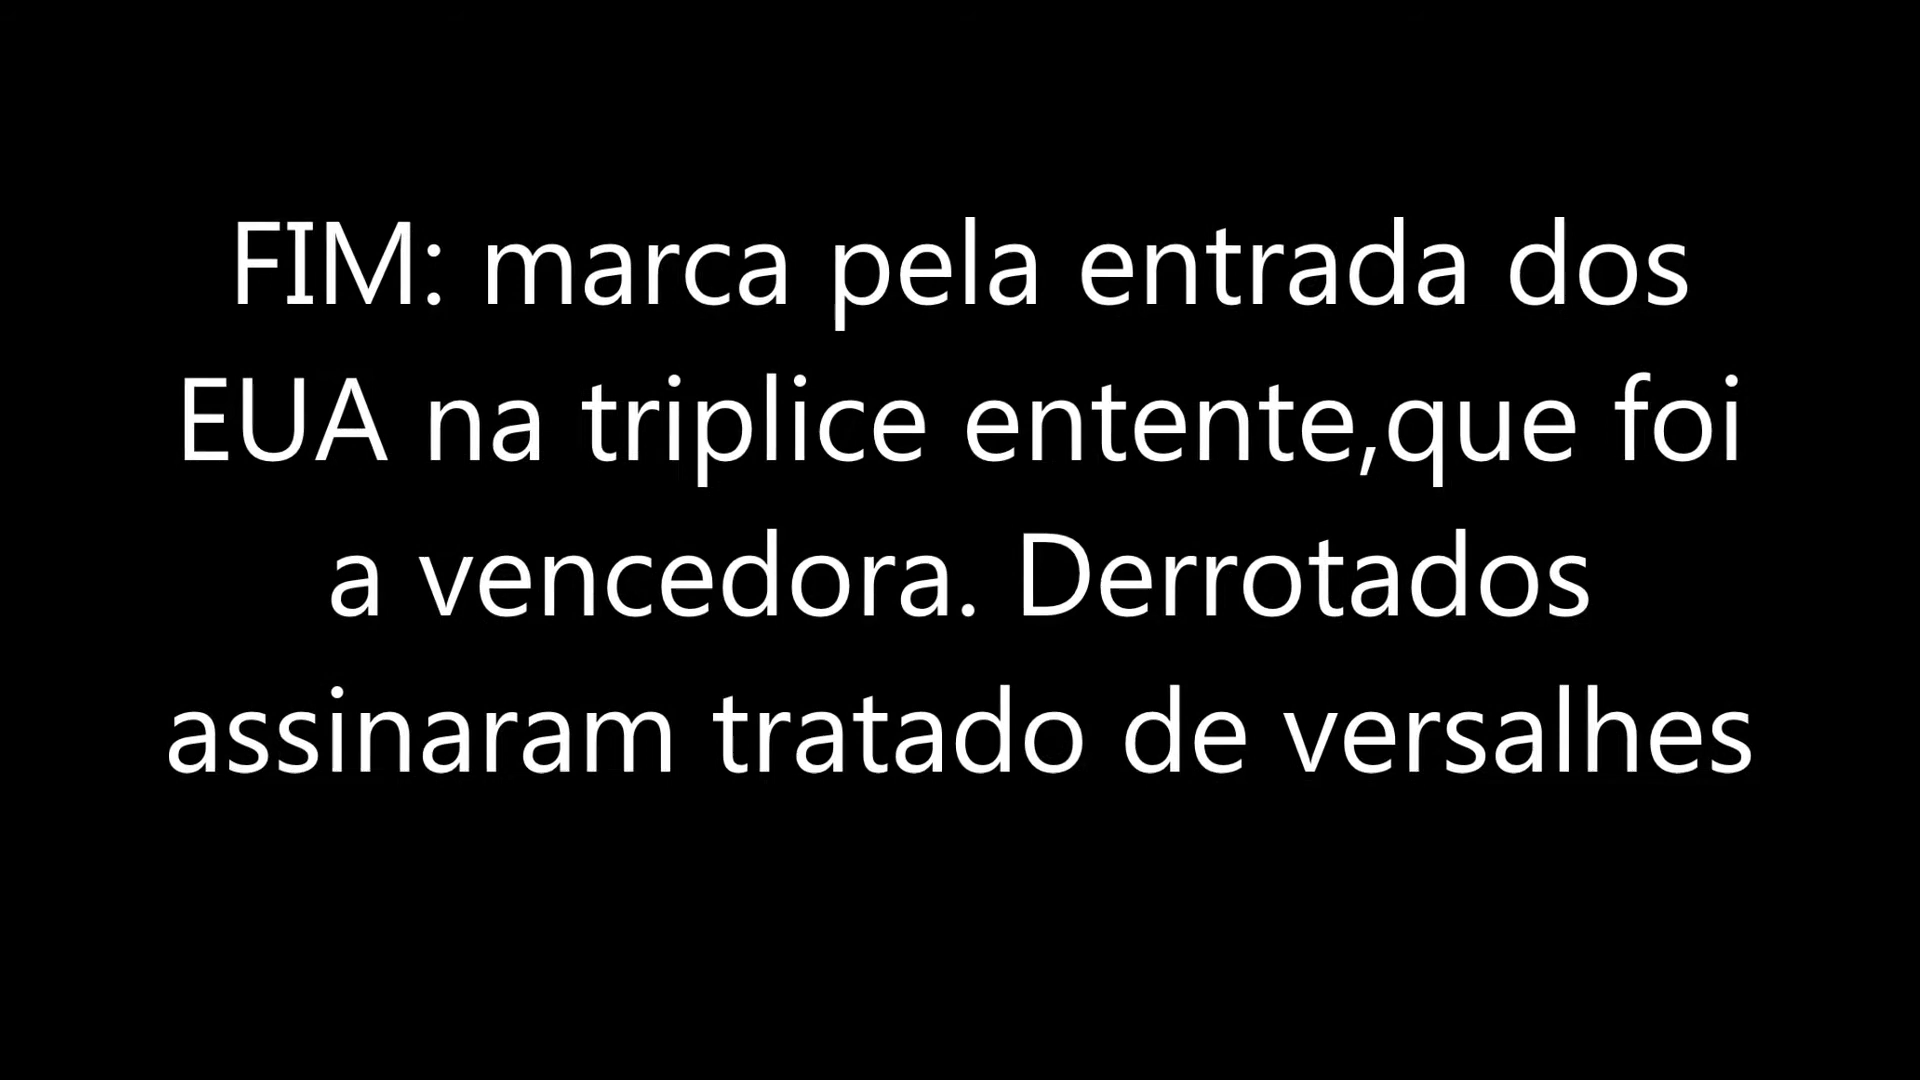 FIM: marca pela entrada dos
EUA na triplice entente,que foi
a vencedora. Derrotados
assinaram tratado de versalhes